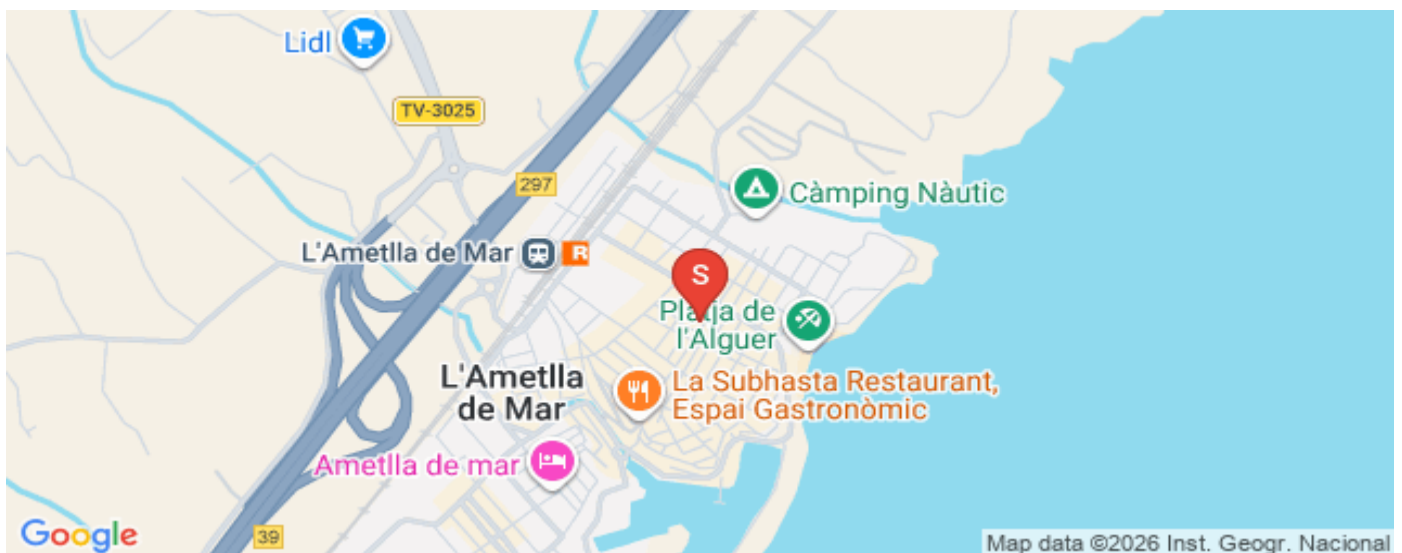 Lidl
TV-3025
297
Càmping Nàutic
L'Ametlla de Mar
R
S
Platja de
l'Alguer
L'Ametlla
de Mar
La Subhasta Restaurant,
Espai Gastronòmic
Ametlla de mar
Google
39
Map data ©2026 Inst. Geogr. Nacional